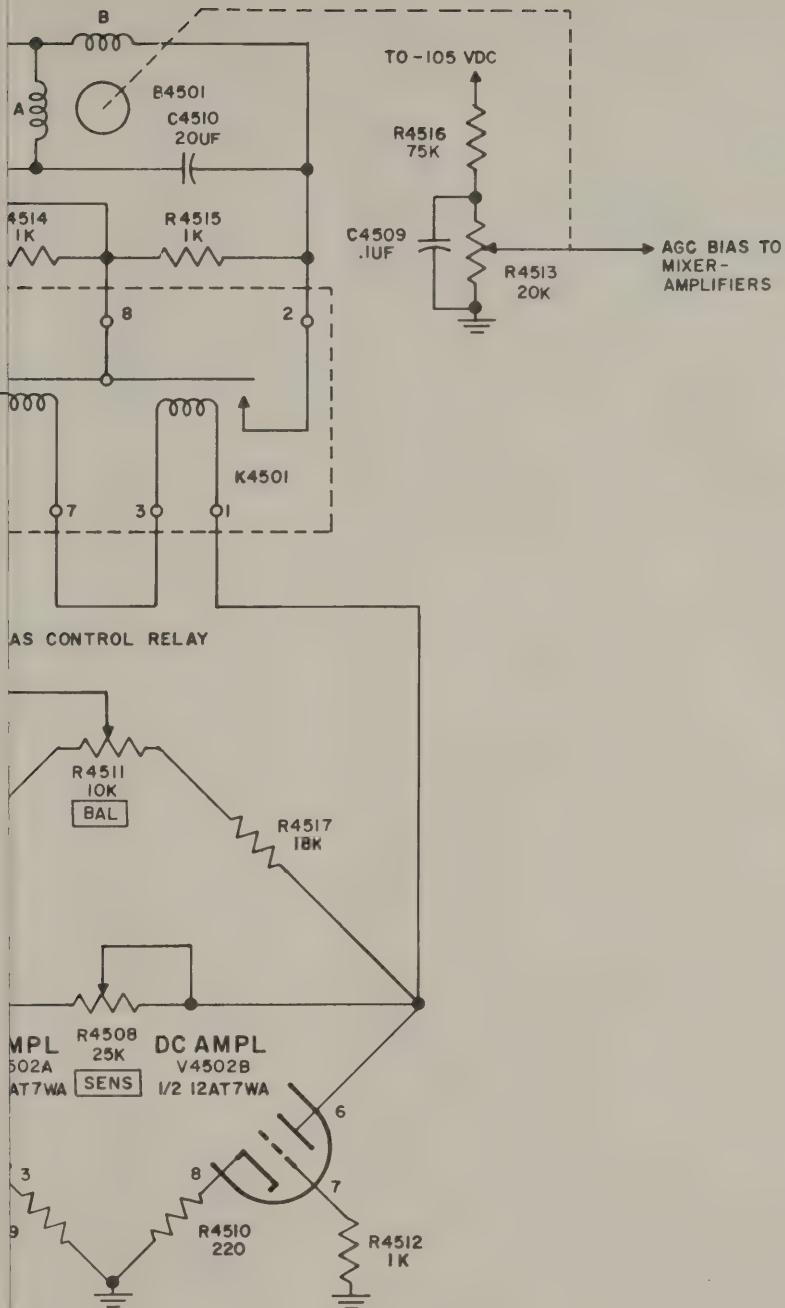 B
TO -105 VDC
A
B4501
C4510
20UF
R4516
75K
4514
1K
R4515
1K
C4509
.1UF
R4513
20K
AGC BIAS TO
MIXER-
AMPLIFIERS
8
2
K4501
7
3
1
AS CONTROL RELAY
R4511
10K
BAL
R4517
18K
MPL
502A
AT7WA
R4508
25K
SENS
DC AMPL
V4502B
1/2 12AT7WA
6
3
8
7
9
R4510
220
R4512
1K